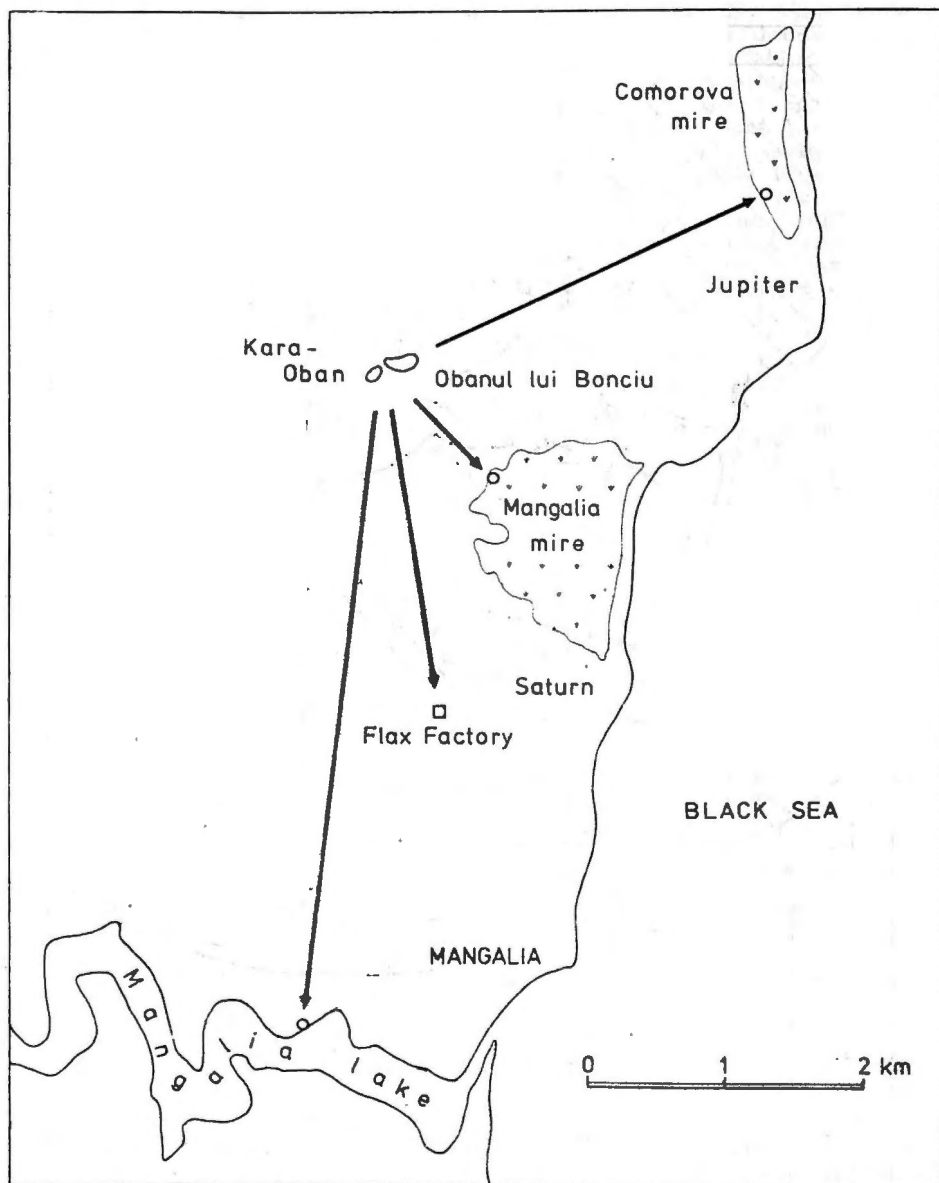 Comorova
mire
Jupiter
Kara-
Oban
Obanul lui Bonciu
Mangalia
mire
Saturn
Flax Factory
BLACK SEA
MANGALIA
Mangalia lake
0 1 2 km